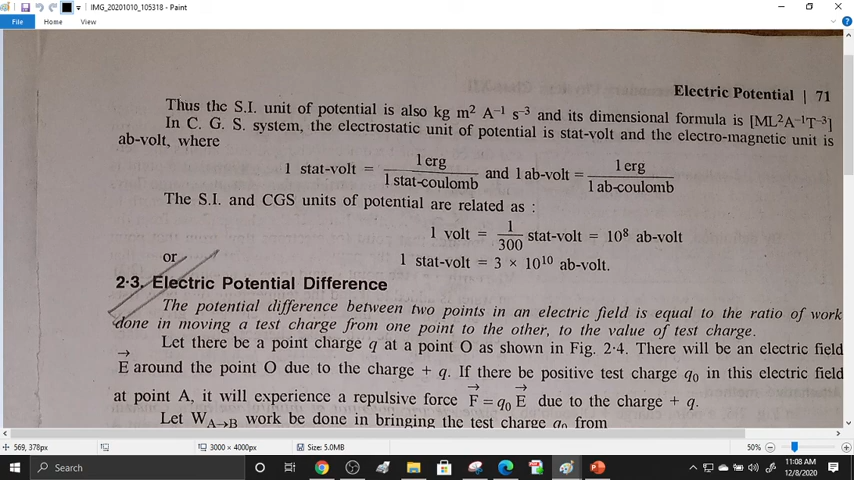 IMG_20201010_105318 - Paint
File Home View
Electric Potential | 71
Thus the S.I. unit of potential is also kg m² A⁻¹ s⁻³ and its dimensional formula is [ML²A⁻¹T⁻³]
In C. G. S. system, the electrostatic unit of potential is stat-volt and the electro-magnetic unit is
ab-volt, where
1 stat-volt = 1 erg / 1 stat-coulomb and 1 ab-volt = 1 erg / 1 ab-coulomb
The S.I. and CGS units of potential are related as :
1 volt = 1/300 stat-volt = 10⁸ ab-volt
or 1 stat-volt = 3 × 10¹⁰ ab-volt.
2·3. Electric Potential Difference
The potential difference between two points in an electric field is equal to the ratio of work
done in moving a test charge from one point to the other, to the value of test charge.
Let there be a point charge q at a point O as shown in Fig. 2·4. There will be an electric field
E⃗ around the point O due to the charge + q. If there be positive test charge q₀ in this electric field
at point A, it will experience a repulsive force F⃗ = q₀ E⃗ due to the charge + q.
Let W_A→B work be done in bringing the test charge q₀ from
569, 378px 3000 × 4000px Size: 5.0MB 50%
Search
11:08 AM
12/8/2020